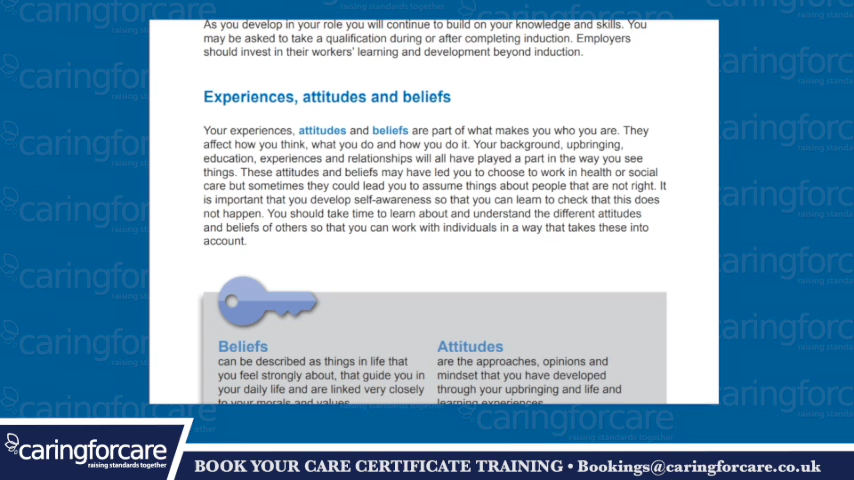 As you develop in your role you will continue to build on your knowledge and skills. You
may be asked to take a qualification during or after completing induction. Employers
should invest in their workers' learning and development beyond induction.
Experiences, attitudes and beliefs
Your experiences, attitudes and beliefs are part of what makes you who you are. They
affect how you think, what you do and how you do it. Your background, upbringing,
education, experiences and relationships will all have played a part in the way you see
things. These attitudes and beliefs may have led you to choose to work in health or social
care but sometimes they could lead you to assume things about people that are not right. It
is important that you develop self-awareness so that you can learn to check that this does
not happen. You should take time to learn about and understand the different attitudes
and beliefs of others so that you can work with individuals in a way that takes these into
account.
Beliefs
can be described as things in life that
you feel strongly about, that guide you in
your daily life and are linked very closely
to your morals and values
Attitudes
are the approaches, opinions and
mindset that you have developed
through your upbringing and life and
learning experiences
caringforcare
raising standards together
BOOK YOUR CARE CERTIFICATE TRAINING • Bookings@caringforcare.co.uk